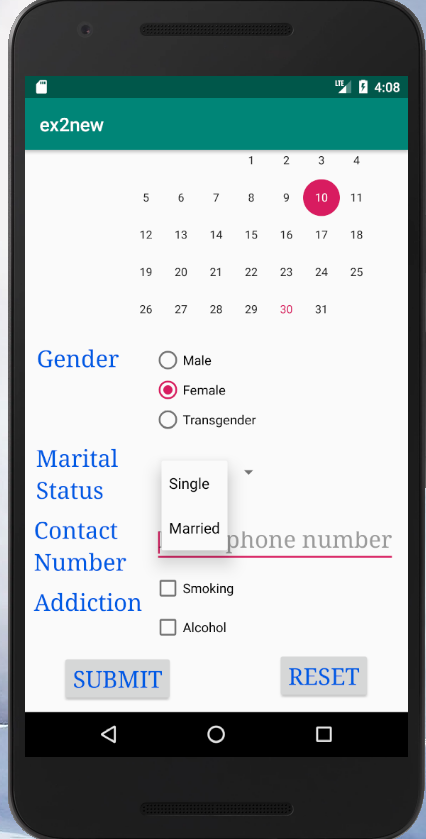 LTE 4:08
ex2new
1 2 3 4
5 6 7 8 9 10 11
12 13 14 15 16 17 18
19 20 21 22 23 24 25
26 27 28 29 30 31
Gender
Male
Female
Transgender
Marital
Status
Single
Married
Contact
Number
phone number
Addiction
Smoking
Alcohol
SUBMIT
RESET